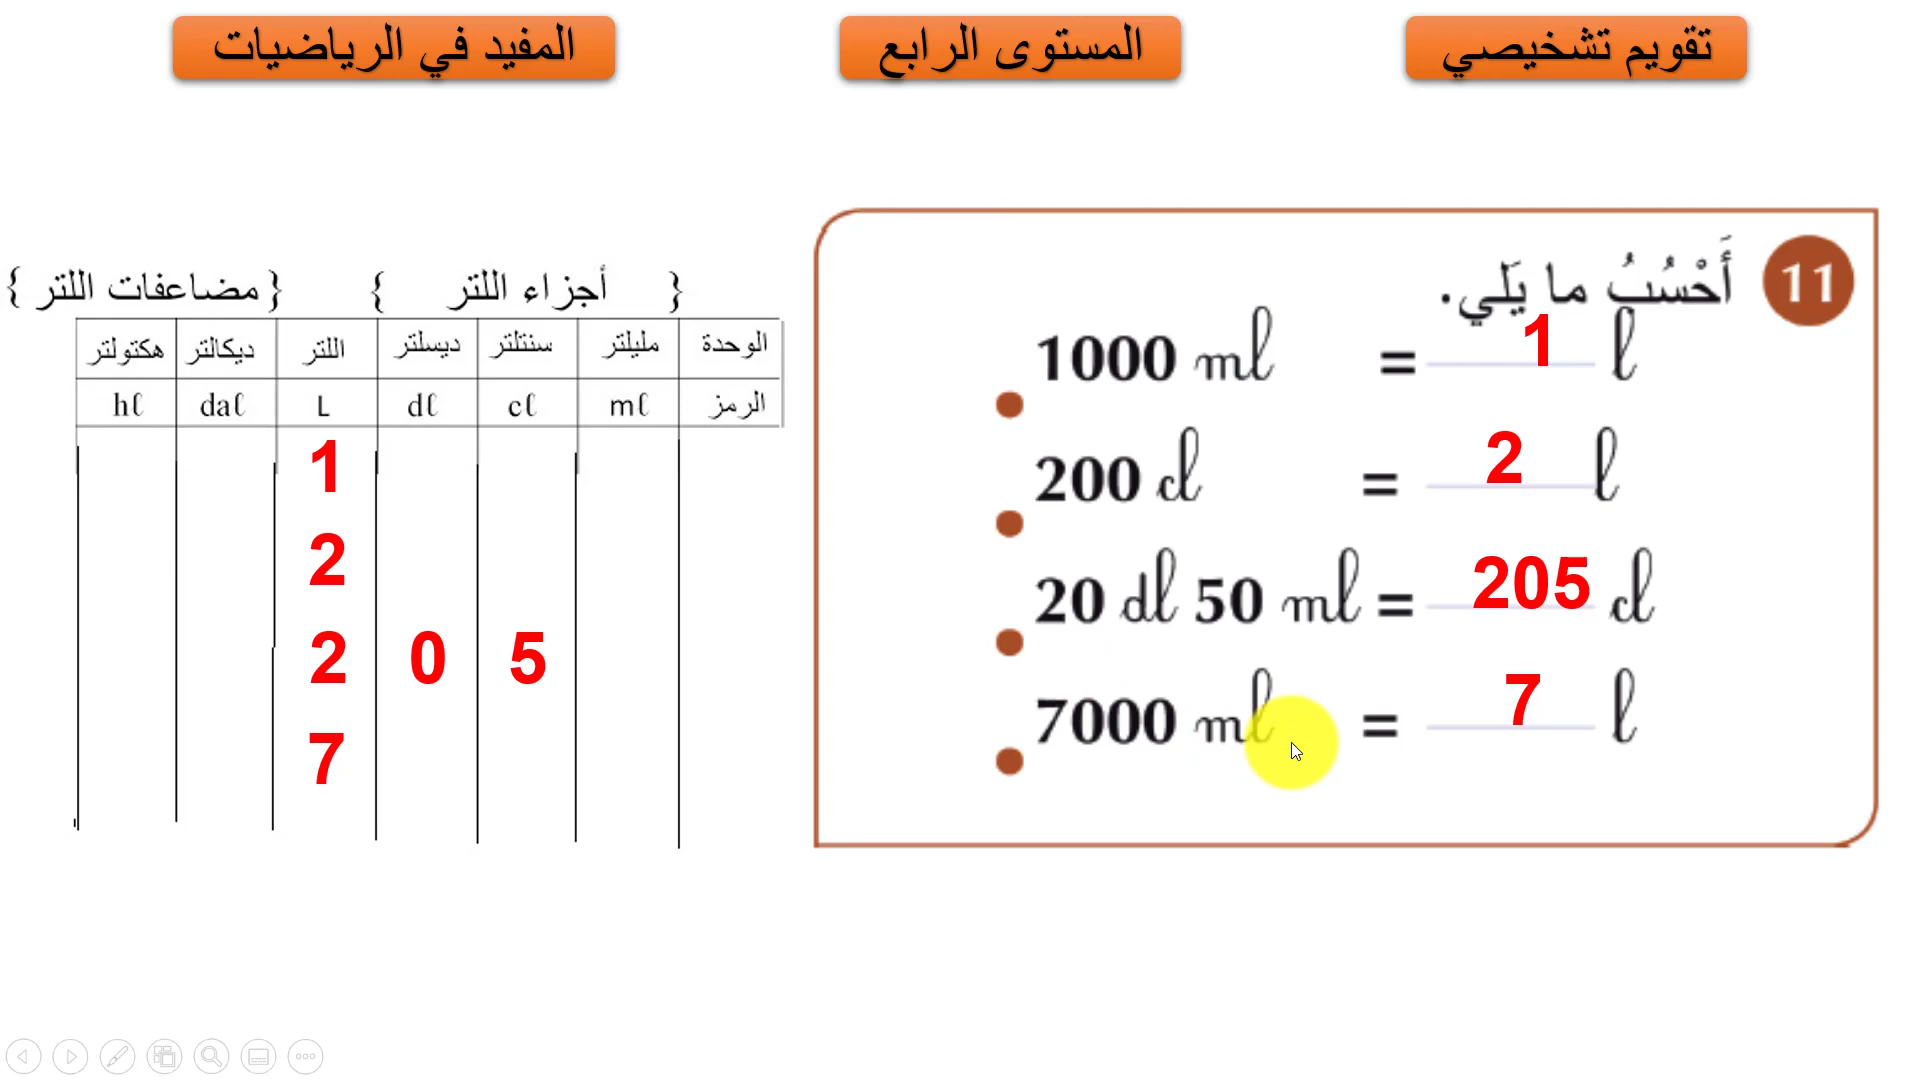 تقويم تشخيصي
المستوى الرابع
المفيد في الرياضيات
11 أَحْسُبُ ما يَلي.
1000 ml = 1 l
200 cl = 2 l
20 dl 50 ml = 205 cl
7000 ml = 7 l
{ أجزاء اللتر } { مضاعفات اللتر }
الوحدة مليلتر سنتلتر ديسلتر اللتر ديكالتر هكتولتر
الرمز mℓ cℓ dℓ L daℓ hℓ
1
2
2 0 5
7